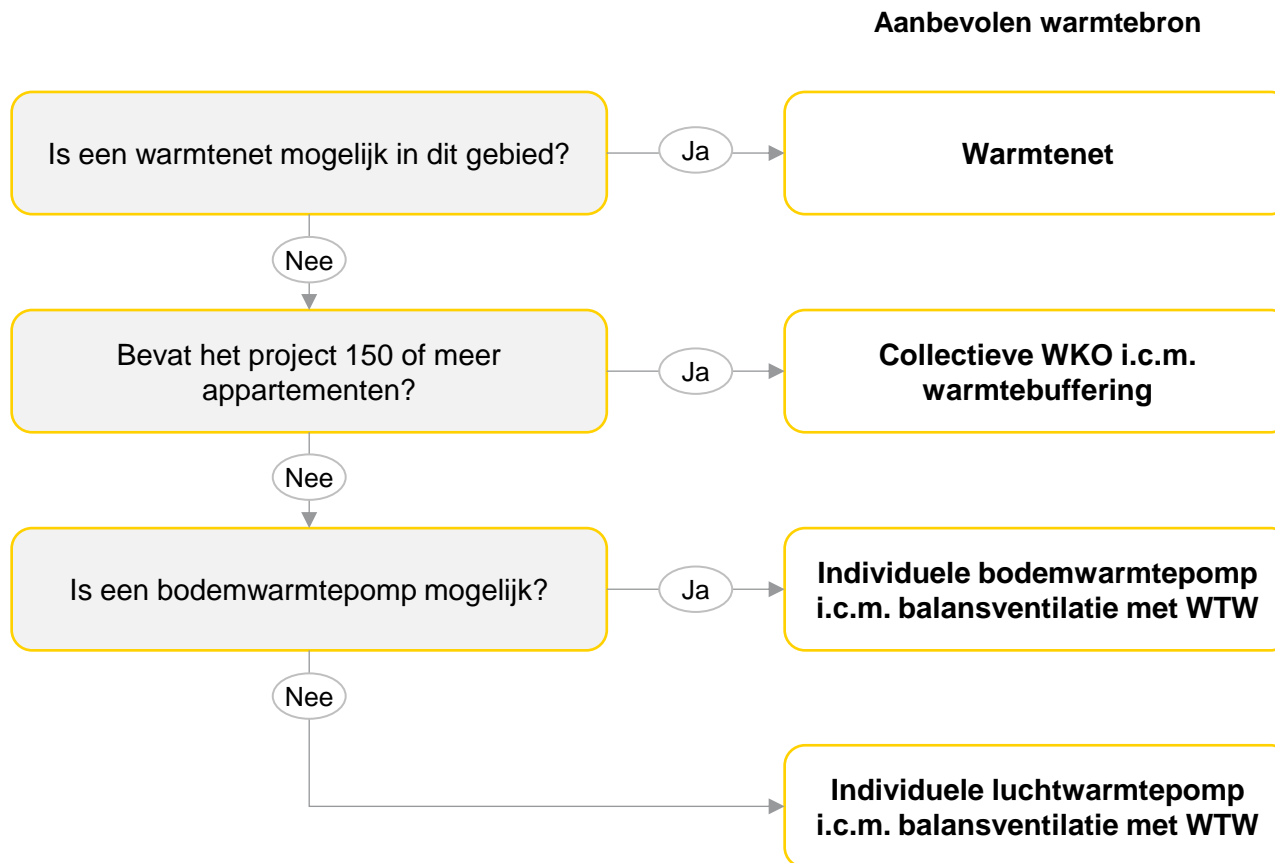 Aanbevolen warmtebron
Is een warmtenet mogelijk in dit gebied?
Ja
Warmtenet
Nee
Bevat het project 150 of meer
appartementen?
Ja
Collectieve WKO i.c.m.
warmtebuffering
Nee
Is een bodemwarmtepomp mogelijk?
Ja
Individuele bodemwarmtepomp
i.c.m. balansventilatie met WTW
Nee
Individuele luchtwarmtepomp
i.c.m. balansventilatie met WTW